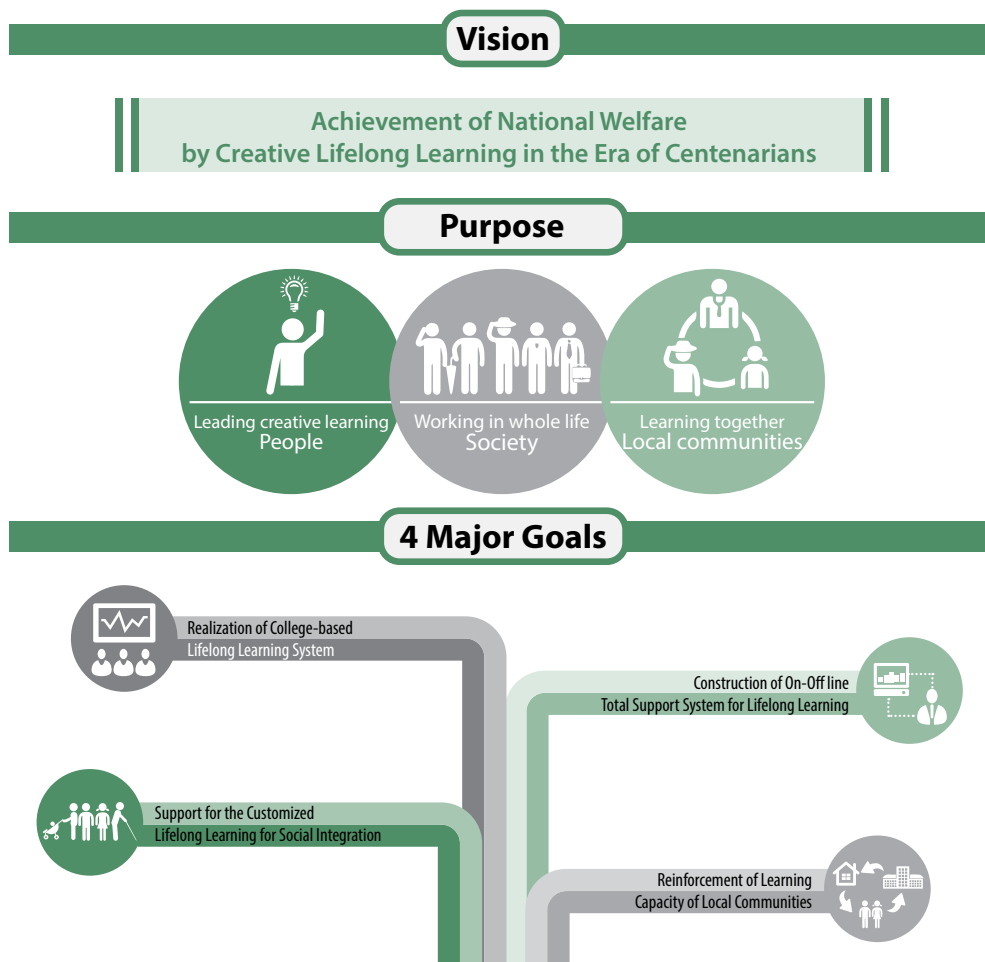 Vision
Achievement of National Welfare
by Creative Lifelong Learning in the Era of Centenarians
Purpose
Leading creative learning
People
Working in whole life
Society
Learning together
Local communities
4 Major Goals
Realization of College-based
Lifelong Learning System
Construction of On-Off line
Total Support System for Lifelong Learning
Support for the Customized
Lifelong Learning for Social Integration
Reinforcement of Learning
Capacity of Local Communities